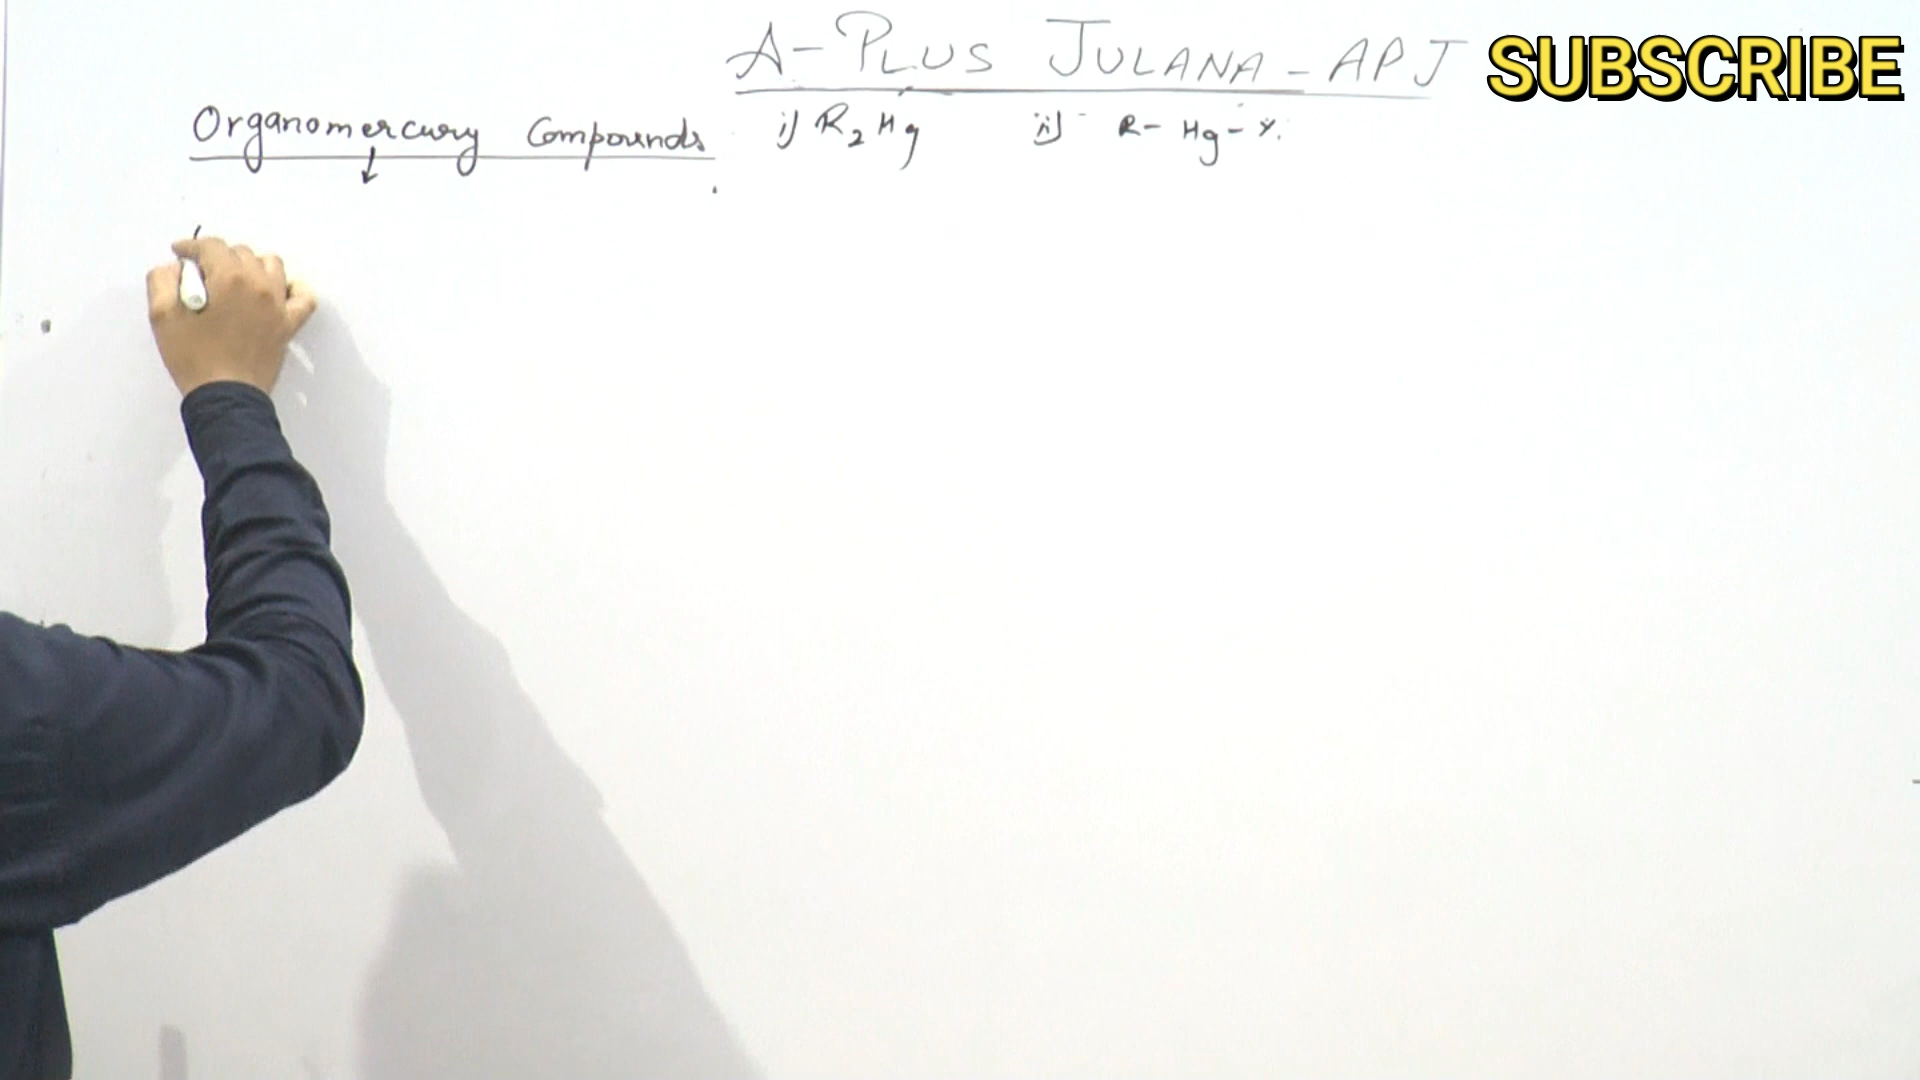 A-PLUS JULANA - APJ
SUBSCRIBE
Organomercury Compounds i) R2Hg ii) R-Hg-X.